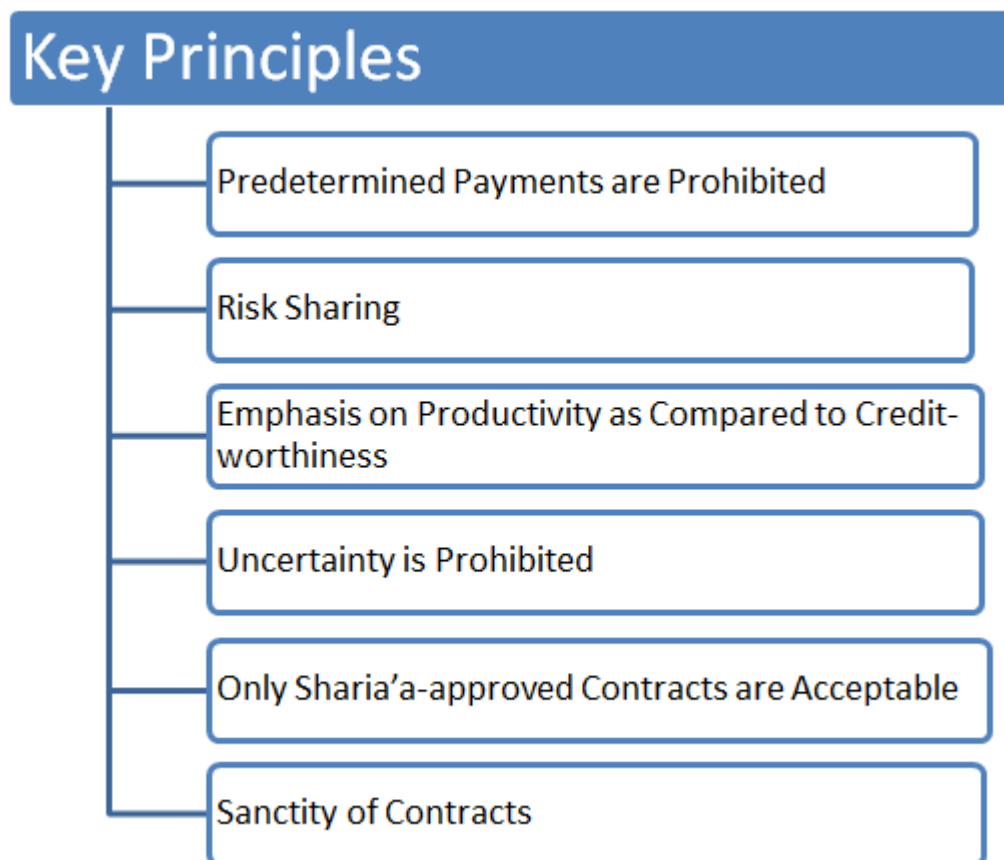 Key Principles
Predetermined Payments are Prohibited
Risk Sharing
Emphasis on Productivity as Compared to Credit-
worthiness
Uncertainty is Prohibited
Only Sharia’a-approved Contracts are Acceptable
Sanctity of Contracts